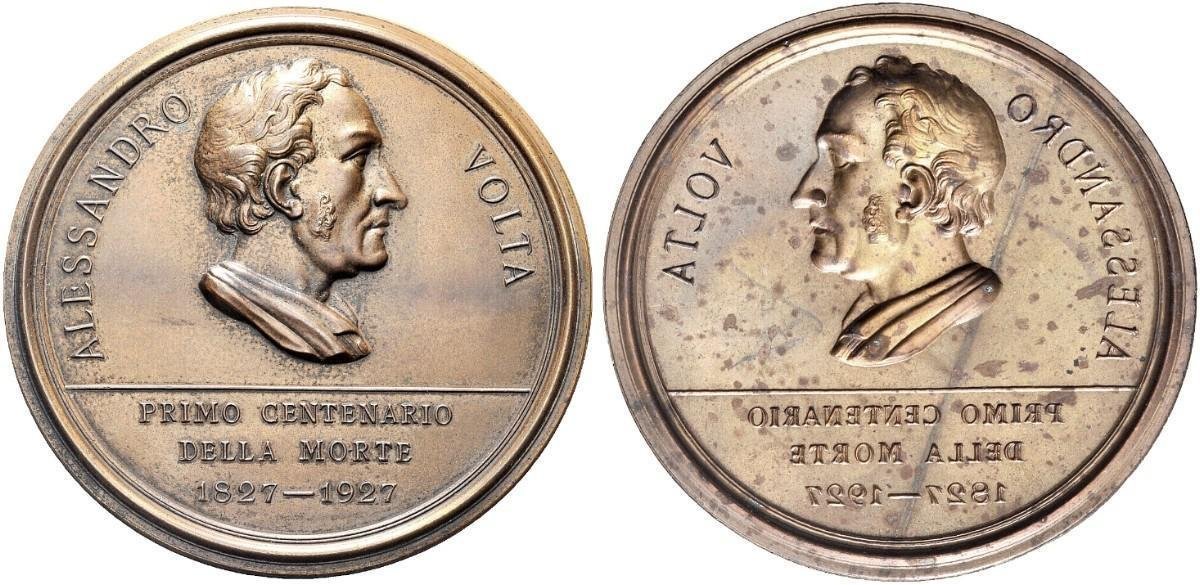 ALESSANDRO VOLTA
PRIMO CENTENARIO
DELLA MORTE
1827—1927
ALESSANDRO VOLTA
PRIMO CENTENARIO
DELLA MORTE
1827—1927